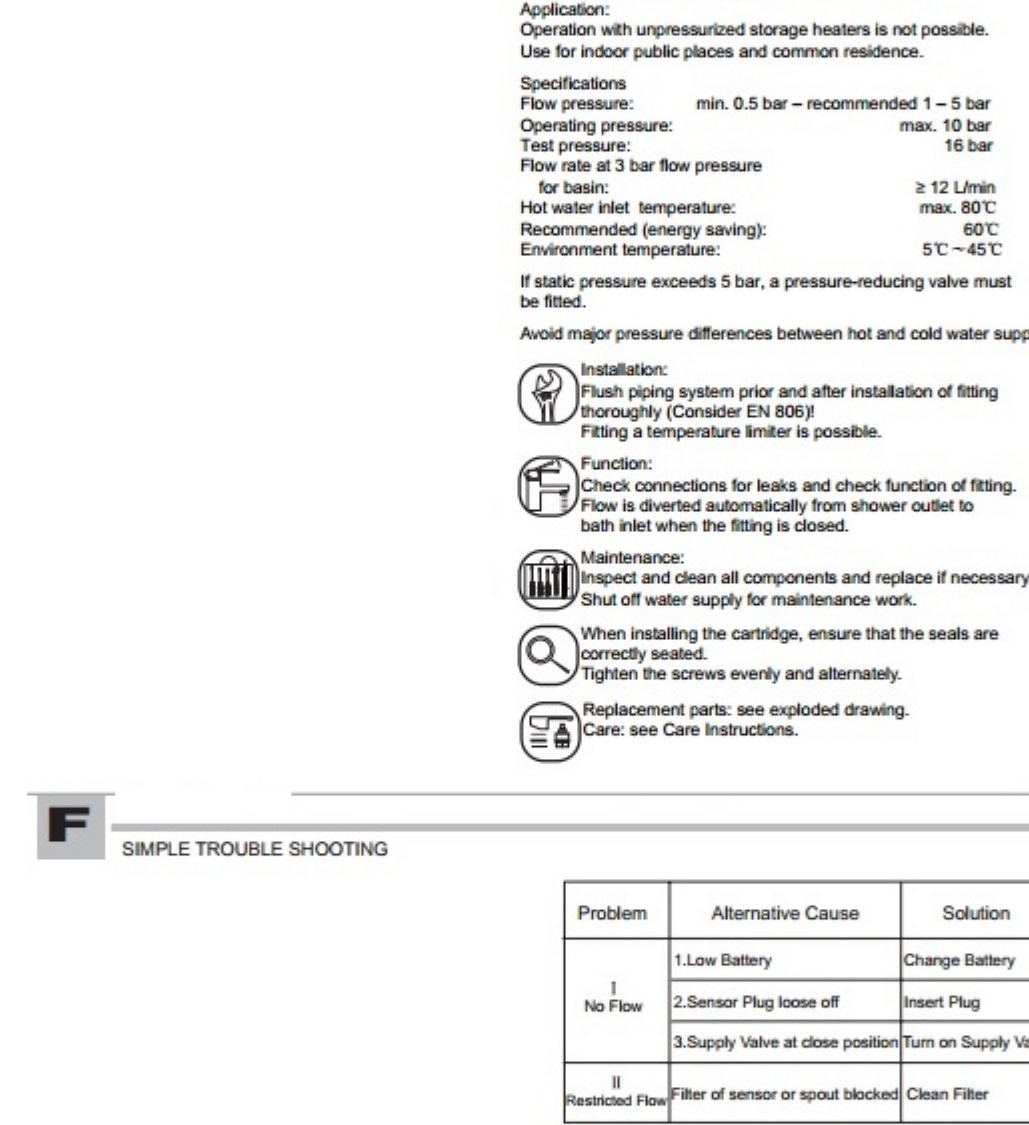 Application:
Operation with unpressurized storage heaters is not possible.
Use for indoor public places and common residence.
Specifications
Flow pressure: min. 0.5 bar – recommended 1 – 5 bar
Operating pressure: max. 10 bar
Test pressure: 16 bar
Flow rate at 3 bar flow pressure
for basin: ≥ 12 L/min
Hot water inlet temperature: max. 80℃
Recommended (energy saving): 60℃
Environment temperature: 5℃～45℃
If static pressure exceeds 5 bar, a pressure-reducing valve must
be fitted.
Avoid major pressure differences between hot and cold water supp
Installation:
Flush piping system prior and after installation of fitting
thoroughly (Consider EN 806)!
Fitting a temperature limiter is possible.
Function:
Check connections for leaks and check function of fitting.
Flow is diverted automatically from shower outlet to
bath inlet when the fitting is closed.
Maintenance:
Inspect and clean all components and replace if necessary
Shut off water supply for maintenance work.
When installing the cartridge, ensure that the seals are
correctly seated.
Tighten the screws evenly and alternately.
Replacement parts: see exploded drawing.
Care: see Care Instructions.
F
SIMPLE TROUBLE SHOOTING
Problem Alternative Cause Solution
I
No Flow
1.Low Battery Change Battery
2.Sensor Plug loose off Insert Plug
3.Supply Valve at close position Turn on Supply Va
II
Restricted Flow
Filter of sensor or spout blocked Clean Filter